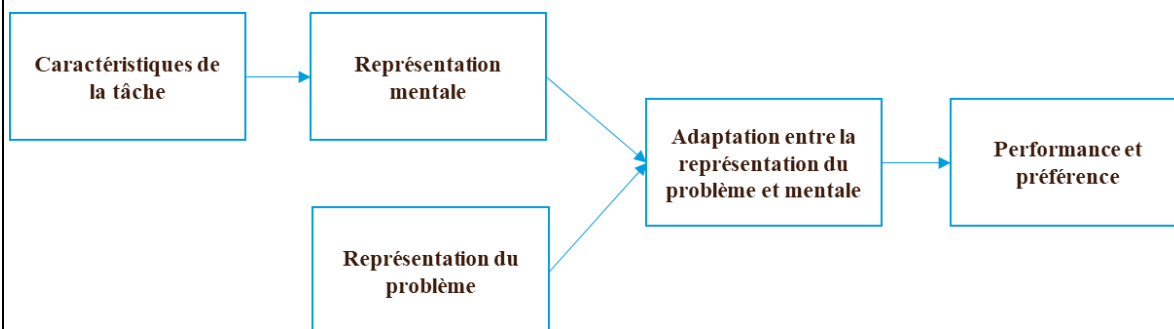 Caractéristiques de
la tâche
Représentation
mentale
Représentation du
problème
Adaptation entre la
représentation du
problème et mentale
Performance et
préférence